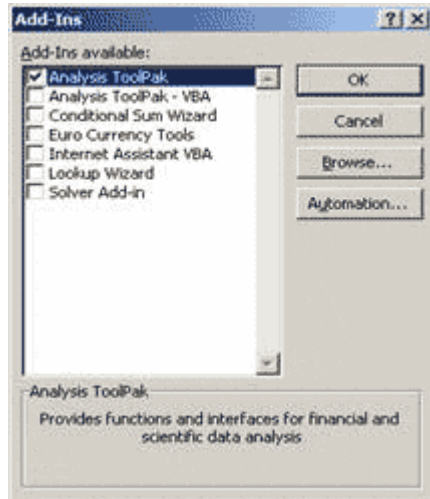 Add-Ins
Add-Ins available:
Analysis ToolPak
Analysis ToolPak - VBA
Conditional Sum Wizard
Euro Currency Tools
Internet Assistant VBA
Lookup Wizard
Solver Add-in
OK
Cancel
Browse...
Automation...
Analysis ToolPak
Provides functions and interfaces for financial and
scientific data analysis